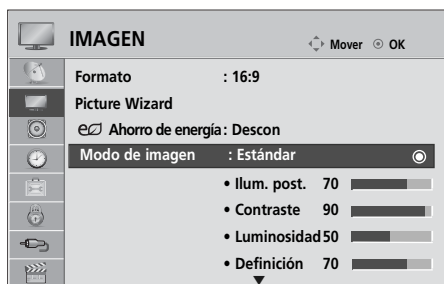 IMAGEN Mover OK
Formato : 16:9
Picture Wizard
Ahorro de energía : Descon
Modo de imagen : Estándar
• Ilum. post. 70
• Contraste 90
• Luminosidad 50
• Definición 70